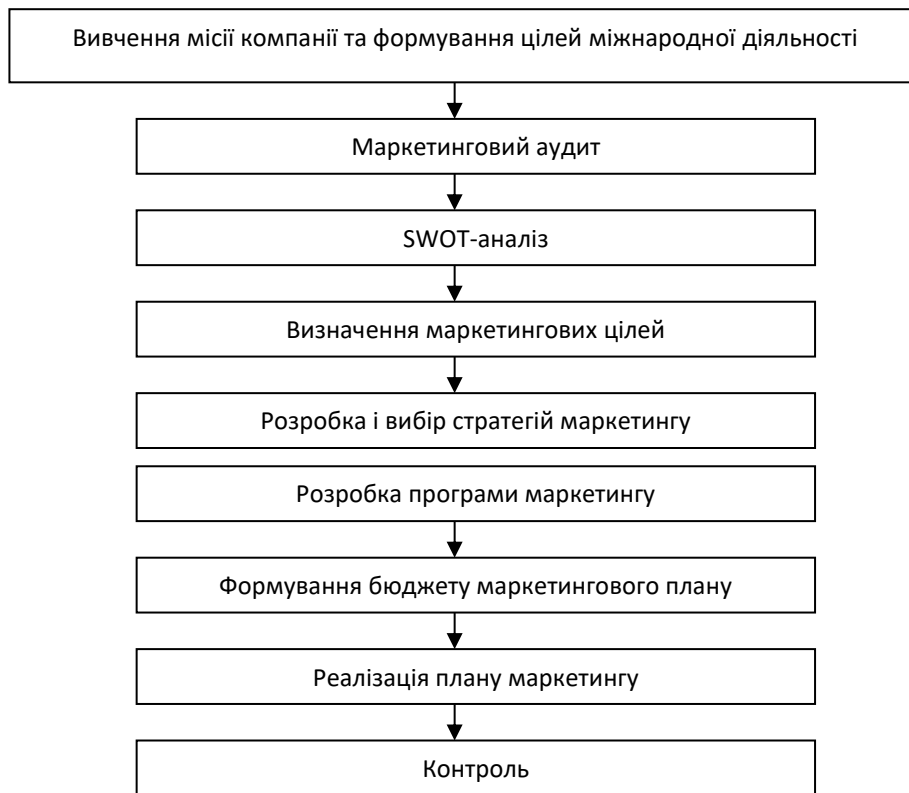 Вивчення місії компанії та формування цілей міжнародної діяльності
Маркетинговий аудит
SWOT-аналіз
Визначення маркетингових цілей
Розробка і вибір стратегій маркетингу
Розробка програми маркетингу
Формування бюджету маркетингового плану
Реалізація плану маркетингу
Контроль